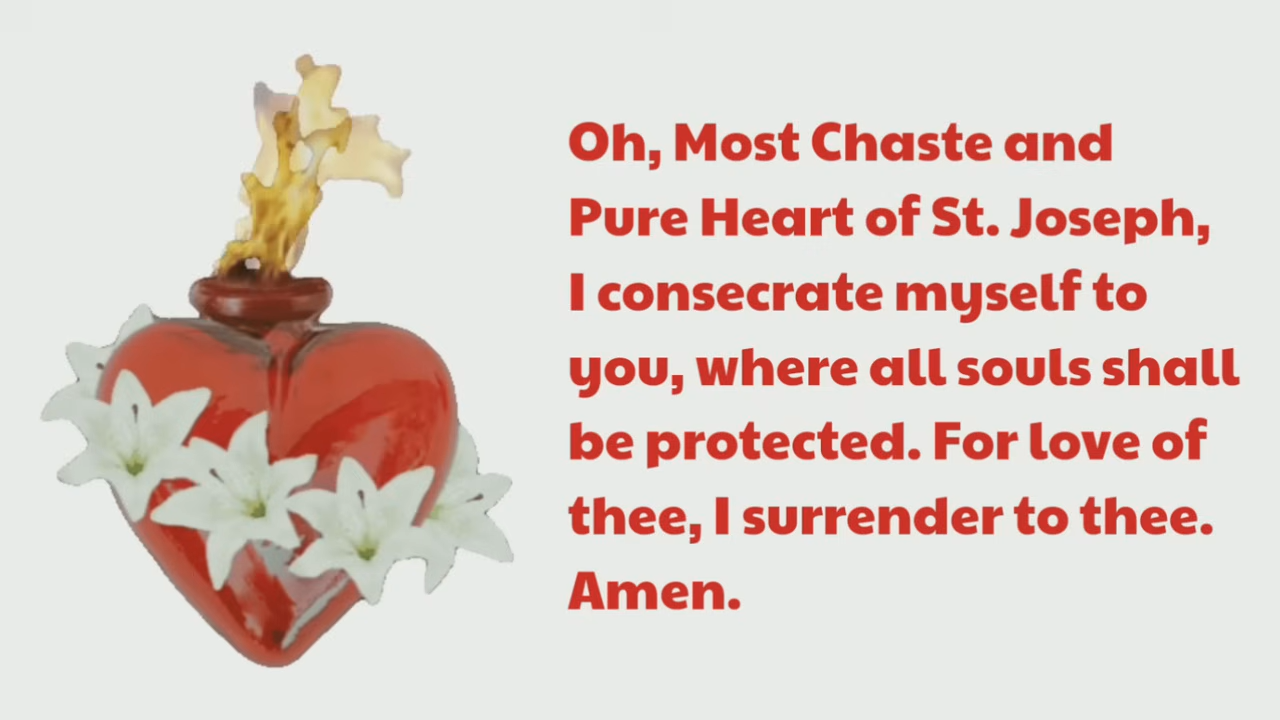 Oh, Most Chaste and
Pure Heart of St. Joseph,
I consecrate myself to
you, where all souls shall
be protected. For love of
thee, I surrender to thee.
Amen.